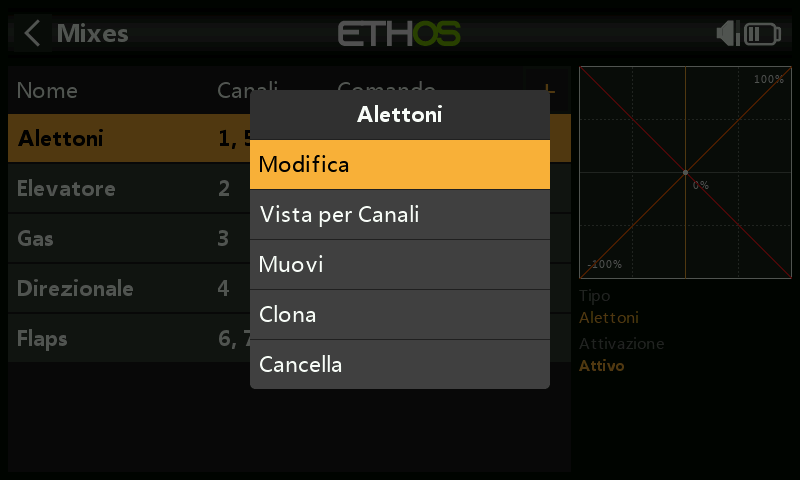 Mixes
ETHOS
Nome Canali Comando +
Alettoni
Alettoni 1, 5
Modifica
Elevatore 2
Vista per Canali
Gas 3
Muovi
Direzionale 4
Clona
Flaps 6, 7
Cancella
100%
0%
-100%
Tipo
Alettoni
Attivazione
Attivo